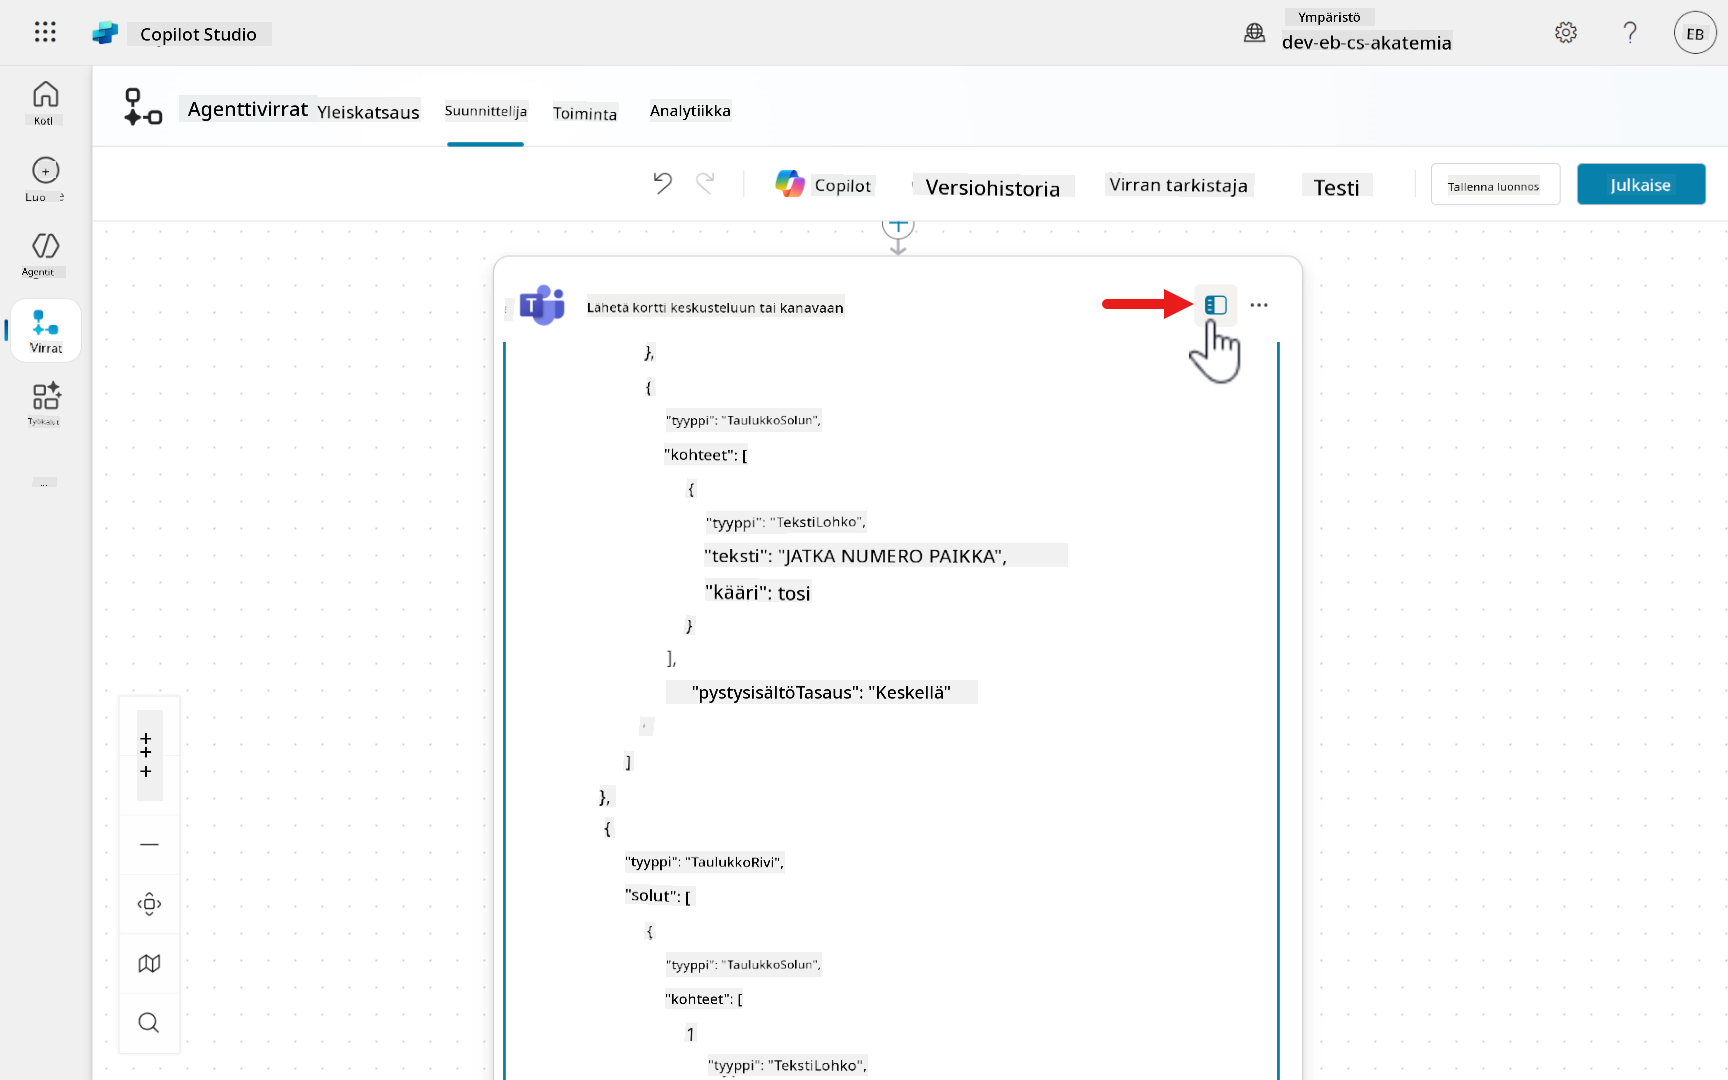 Copilot Studio
Ympäristö
dev-eb-cs-akatemia
EB
Agenttivirrat
Yleiskatsaus
Suunnittelija
Toiminta
Analytiikka
Koti
Agentit
Virrat
Työkalut
...
Copilot
Versiohistoria
Virran tarkistaja
Testi
Tallenna luonnos
Julkaise
Lähetä kortti keskusteluun tai kanavaan
},
{
"tyyppi": "TaulukkoSolun",
"kohteet": [
{
"tyyppi": "TekstiLohko",
"teksti": "JATKA NUMERO PAIKKA",
"kääri": tosi
}
],
"pystysisältöTasaus": "Keskellä"
]
},
{
"tyyppi": "TaulukkoRivi",
"solut": [
{
"tyyppi": "TaulukkoSolun",
"kohteet": [
1
"tyyppi": "TekstiLohko",